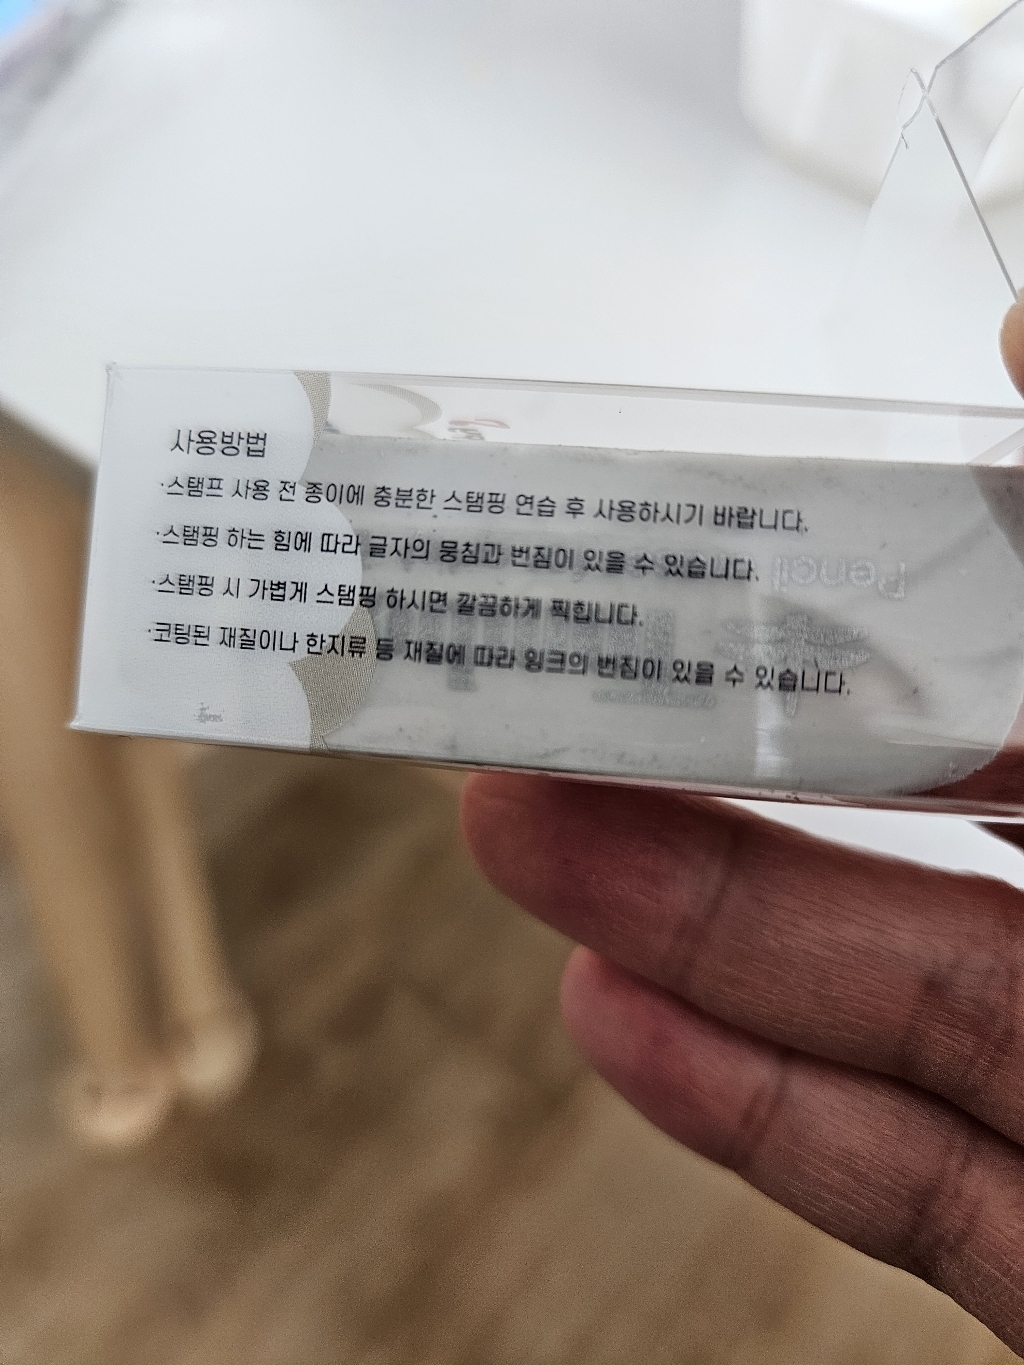 사용방법
·스탬프 사용 전 종이에 충분한 스탬핑 연습 후 사용하시기 바랍니다.
·스탬핑 하는 힘에 따라 글자의 뭉침과 번짐이 있을 수 있습니다.
·스탬핑 시 가볍게 스탬핑 하시면 깔끔하게 찍힙니다.
·코팅된 재질이나 한지류 등 재질에 따라 잉크의 번짐이 있을 수 있습니다.
Pencil